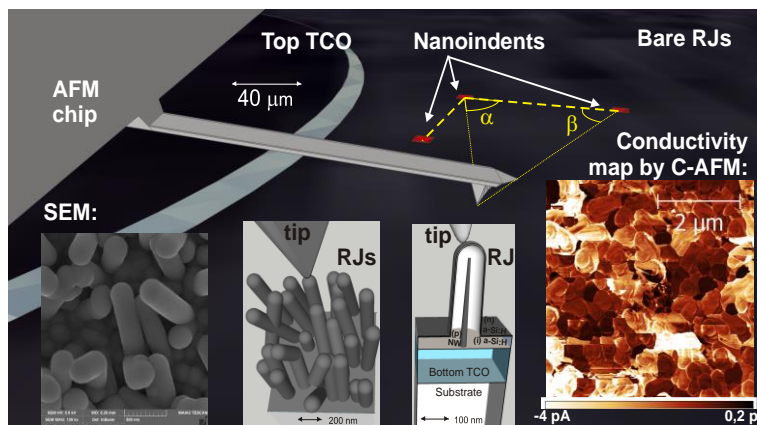 Top TCO
Nanoindents
Bare RJs
AFM
chip
40 µm
α
β
Conductivity
map by C-AFM:
SEM:
tip
RJs
tip
RJ
2 µm
(n)
a-Si:H
(p)
NW
(i) a-Si:H
Bottom TCO
Substrate
200 nm
100 nm
-4 pA
0,2 p